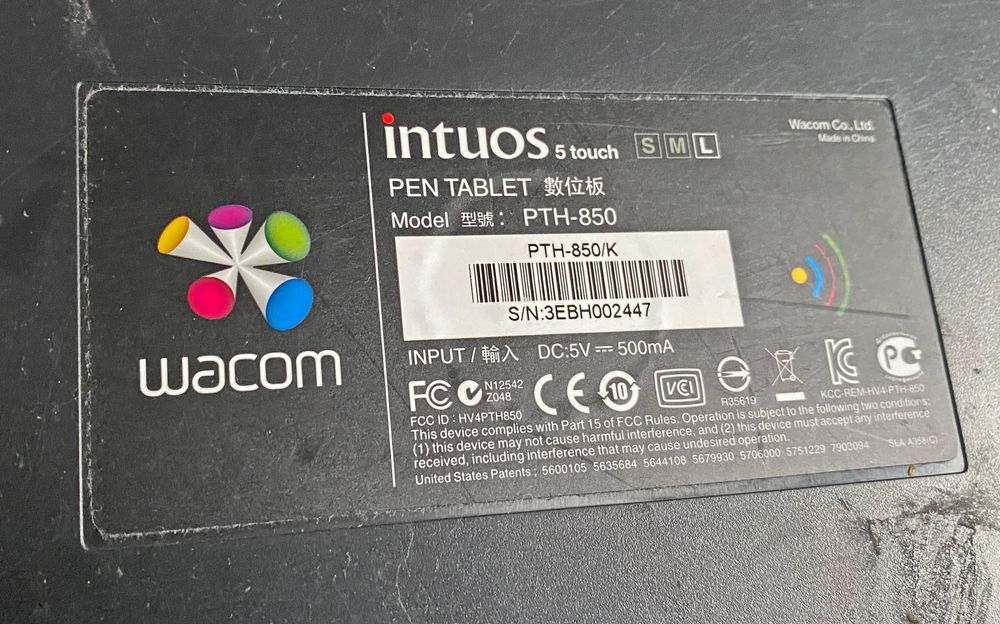 wacom
intuos 5 touch S M L
Wacom Co., Ltd.
Made in China
PEN TABLET 數位板
Model 型號： PTH-850
PTH-850/K
S/N:3EBH002447
INPUT / 輸入 DC:5V 500mA
FC N12542
Z048
CE 10 VCI R35619 KCC-REM-HV4-PTH-850
FCC ID : HV4PTH850
This device complies with Part 15 of FCC Rules. Operation is subject to the following two conditions:
(1) this device may not cause harmful interference, and (2) this device must accept any interference
received, including interference that may cause undesired operation.
United States Patents : 5600105 5635684 5644108 5679930 5706000 5751229 7903094
SLA A358(C)